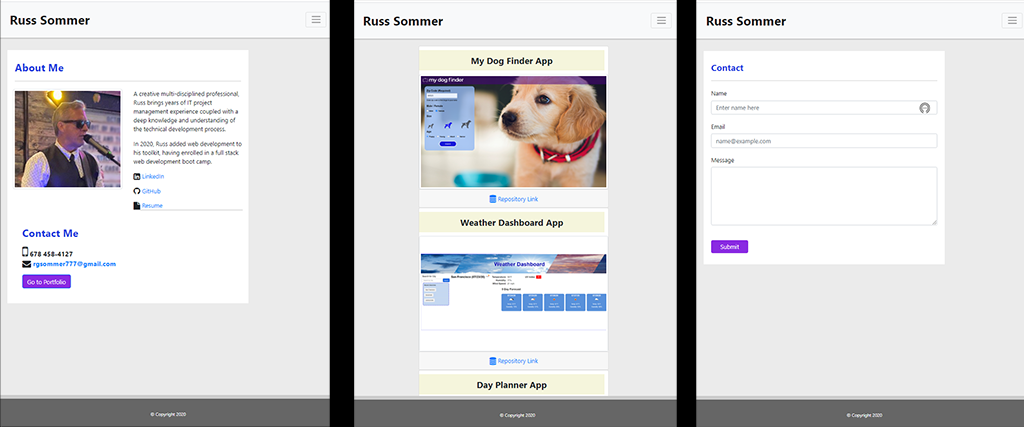 Russ Sommer
About Me
A creative multi-disciplined professional,
Russ brings years of IT project
management experience coupled with a
deep knowledge and understanding of
the technical development process.
In 2020, Russ added web development to
his toolkit, having enrolled in a full stack
web development boot camp.
LinkedIn
GitHub
Resume
Contact Me
678 458-4127
rgsommer777@gmail.com
Go to Portfolio
© Copyright 2020
Russ Sommer
My Dog Finder App
my dog finder
Repository Link
Weather Dashboard App
Weather Dashboard
Repository Link
Day Planner App
© Copyright 2020
Russ Sommer
Contact
Name
Enter name here
Email
name@example.com
Message
Submit
© Copyright 2020